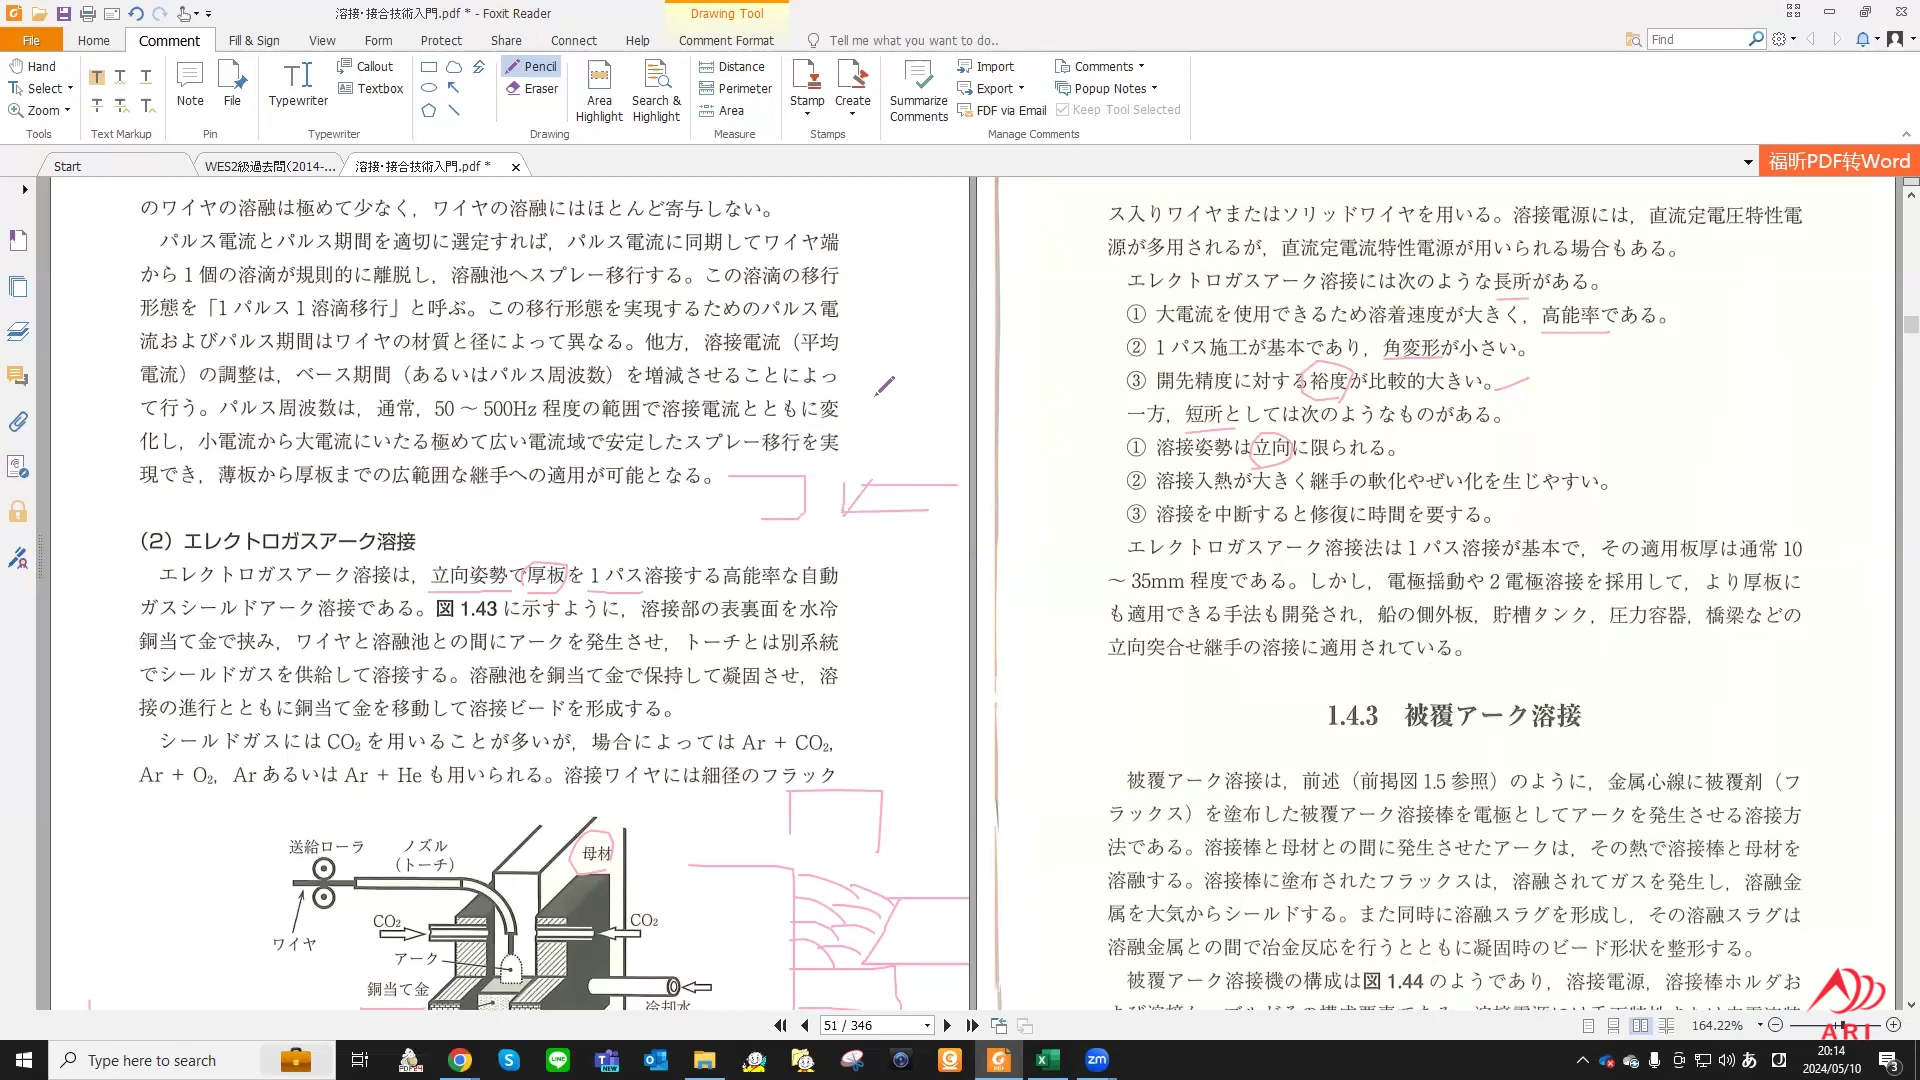 溶接・接合技術入門.pdf * - Foxit Reader
Drawing Tool
File
Home
Comment
Fill & Sign
View
Form
Protect
Share
Connect
Help
Comment Format
Tell me what you want to do..
Find
Hand
Select
Zoom
Tools
Text Markup
Note
File
Pin
Typewriter
Callout
Textbox
Typewriter
Pencil
Eraser
Area Highlight
Search & Highlight
Drawing
Distance
Perimeter
Area
Measure
Stamp
Create
Stamps
Summarize Comments
Import
Export
FDF via Email
Comments
Popup Notes
Keep Tool Selected
Manage Comments
Start
WES2級過去問(2014-...
溶接・接合技術入門.pdf *
福昕PDF转Word
のワイヤの溶融は極めて少なく，ワイヤの溶融にはほとんど寄与しない。
パルス電流とパルス期間を適切に選定すれば，パルス電流に同期してワイヤ端
から1個の溶滴が規則的に離脱し，溶融池へスプレー移行する。この溶滴の移行
形態を「1パルス1溶滴移行」と呼ぶ。この移行形態を実現するためのパルス電
流およびパルス期間はワイヤの材質と径によって異なる。他方，溶接電流（平均
電流）の調整は，ベース期間（あるいはパルス周波数）を増減させることによっ
て行う。パルス周波数は，通常，50～500Hz程度の範囲で溶接電流とともに変
化し，小電流から大電流にいたる極めて広い電流域で安定したスプレー移行を実
現でき，薄板から厚板までの広範囲な継手への適用が可能となる。
（2）エレクトロガスアーク溶接
エレクトロガスアーク溶接は，立向姿勢で厚板を1パス溶接する高能率な自動
ガスシールドアーク溶接である。図1.43に示すように，溶接部の表裏面を水冷
銅当て金で挟み，ワイヤと溶融池との間にアークを発生させ，トーチとは別系統
でシールドガスを供給して溶接する。溶融池を銅当て金で保持して凝固させ，溶
接の進行とともに銅当て金を移動して溶接ビードを形成する。
シールドガスにはCO₂を用いることが多いが，場合によってはAr + CO₂,
Ar + O₂，ArあるいはAr + Heも用いられる。溶接ワイヤには細径のフラック
送給ローラ
ノズル
（トーチ）
母材
CO₂
CO₂
ワイヤ
アーク
銅当て金
冷却水
ス入りワイヤまたはソリッドワイヤを用いる。溶接電源には，直流定電圧特性電
源が多用されるが，直流定電流特性電源が用いられる場合もある。
エレクトロガスアーク溶接には次のような長所がある。
① 大電流を使用できるため溶着速度が大きく，高能率である。
② 1パス施工が基本であり，角変形が小さい。
③ 開先精度に対する裕度が比較的大きい。
一方，短所としては次のようなものがある。
① 溶接姿勢は立向に限られる。
② 溶接入熱が大きく継手の軟化やぜい化を生じやすい。
③ 溶接を中断すると修復に時間を要する。
エレクトロガスアーク溶接法は1パス溶接が基本で，その適用板厚は通常10
～35mm程度である。しかし，電極揺動や2電極溶接を採用して，より厚板に
も適用できる手法も開発され，船の側外板，貯槽タンク，圧力容器，橋梁などの
立向突合せ継手の溶接に適用されている。
1.4.3 被覆アーク溶接
被覆アーク溶接は，前述（前掲図1.5参照）のように，金属心線に被覆剤（フ
ラックス）を塗布した被覆アーク溶接棒を電極としてアークを発生させる溶接方
法である。溶接棒と母材との間に発生させたアークは，その熱で溶接棒と母材を
溶融する。溶接棒に塗布されたフラックスは，溶融されてガスを発生し，溶融金
属を大気からシールドする。また同時に溶融スラグを形成し，その溶融スラグは
溶融金属との間で冶金反応を行うとともに凝固時のビード形状を整形する。
被覆アーク溶接機の構成は図1.44のようであり，溶接電源，溶接棒ホルダお
ARI
51 / 346
164.22%
Type here to search
あ
20:14
2024/05/10
3